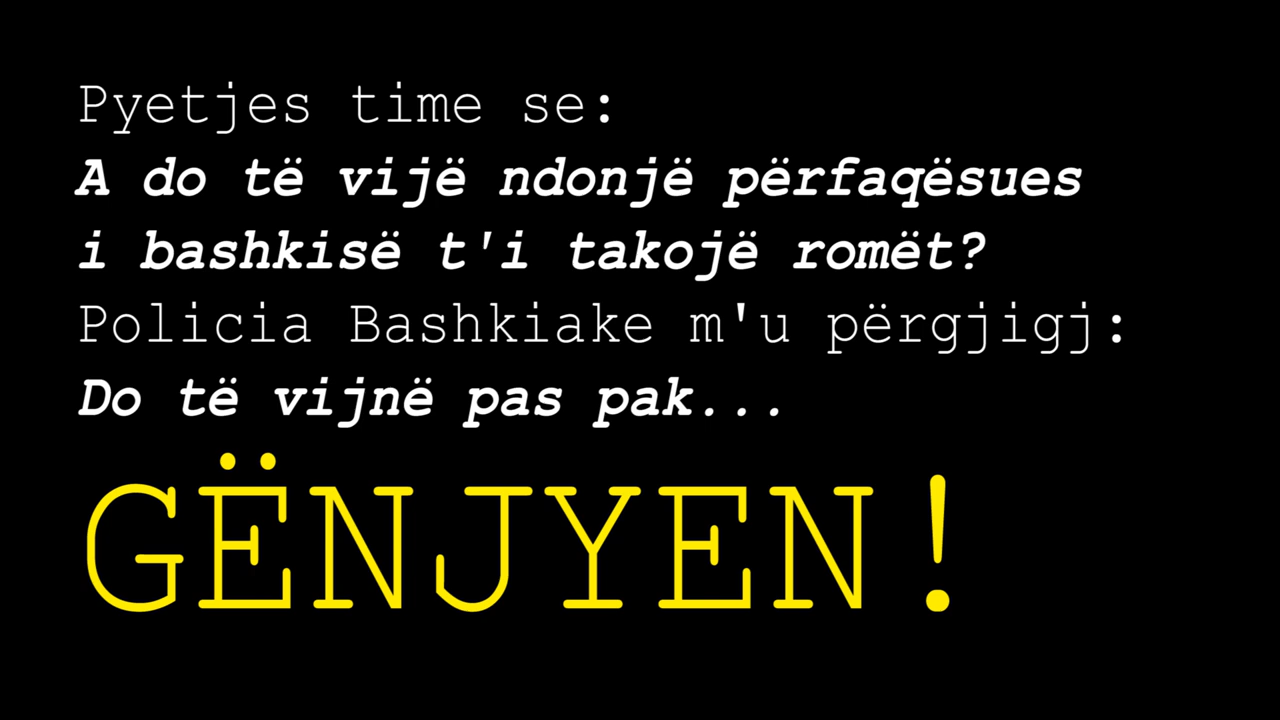 Pyetjes time se:
A do të vijë ndonjë përfaqësues
i bashkisë t'i takojë romët?
Policia Bashkiake m'u përgjigj:
Do të vijnë pas pak...
GËNJYEN!